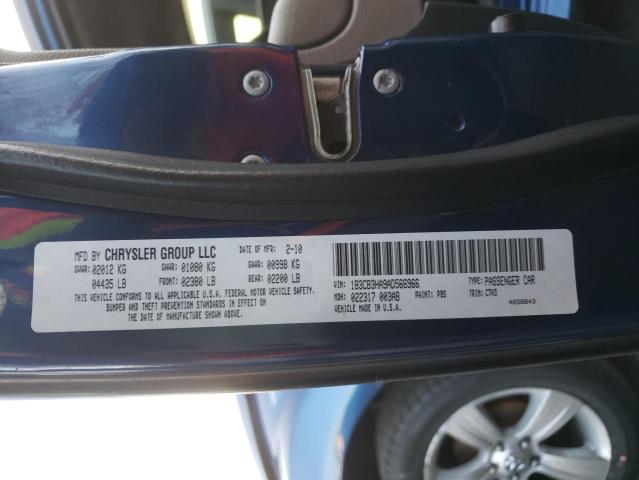 MFD BY CHRYSLER GROUP LLC DATE OF MFR: 2-10
GVWR: 02012 KG GAWR: 01080 KG GAWR: 00998 KG
04435 LB FRONT: 02380 LB REAR: 02200 LB
THIS VEHICLE CONFORMS TO ALL APPLICABLE U.S.A. FEDERAL MOTOR VEHICLE SAFETY,
BUMPER AND THEFT PREVENTION STANDARDS IN EFFECT ON
THE DATE OF MANUFACTURE SHOWN ABOVE.
VIN: 1B3CB3HA9AD566966 TYPE: PASSENGER CAR
MDH: 022317 003AB PAINT: PBS TRIM: C7V3
VEHICLE MADE IN U.S.A. 4658843